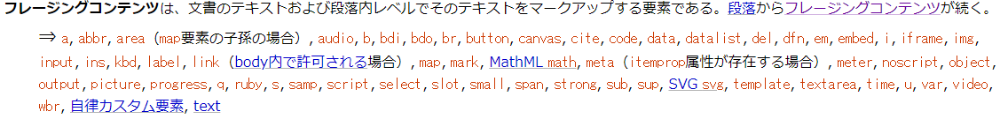 フレージングコンテンツは、文書のテキストおよび段落内レベルでそのテキストをマークアップする要素である。段落からフレージングコンテンツが続く。
⇒ a, abbr, area（map要素の子孫の場合）, audio, b, bdi, bdo, br, button, canvas, cite, code, data, datalist, del, dfn, em, embed, i, iframe, img,
input, ins, kbd, label, link（body内で許可される場合）, map, mark, MathML math, meta（itemprop属性が存在する場合）, meter, noscript, object,
output, picture, progress, q, ruby, s, samp, script, select, slot, small, span, strong, sub, sup, SVG svg, template, textarea, time, u, var, video,
wbr, 自律カスタム要素, text